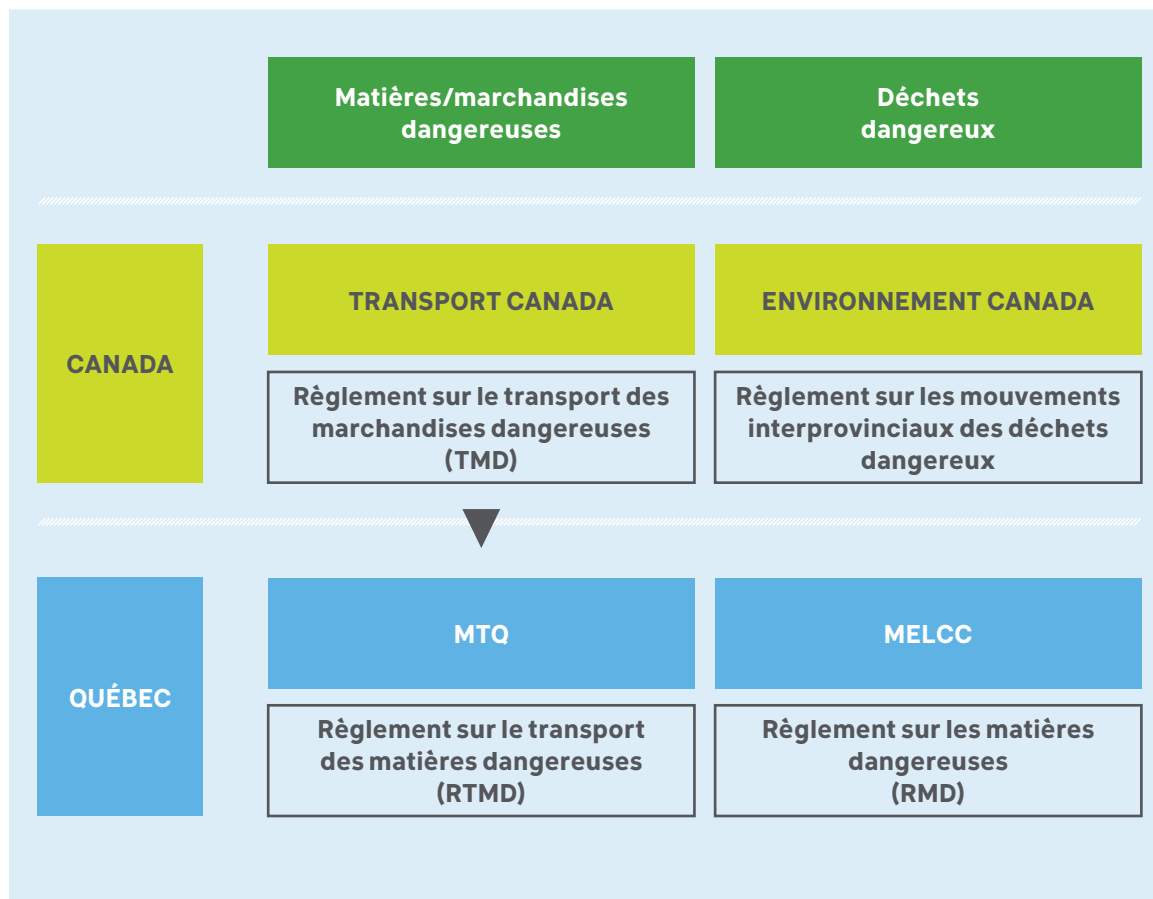 Matières/marchandises
dangereuses
Déchets
dangereux
CANADA
TRANSPORT CANADA
ENVIRONNEMENT CANADA
Règlement sur le transport des
marchandises dangereuses
(TMD)
Règlement sur les mouvements
interprovinciaux des déchets
dangereux
QUÉBEC
MTQ
MELCC
Règlement sur le transport
des matières dangereuses
(RTMD)
Règlement sur les matières
dangereuses
(RMD)